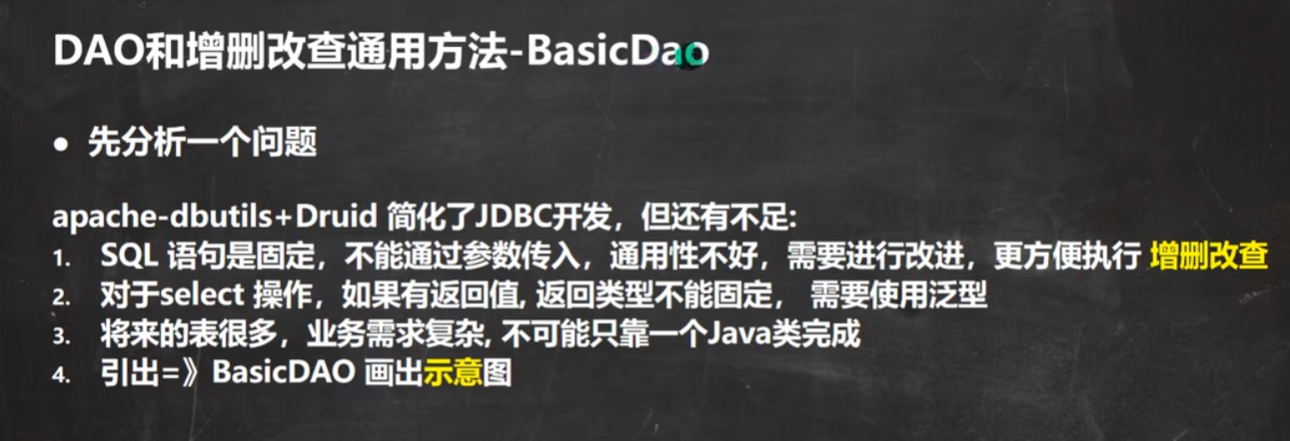 DAO和增删改查通用方法-BasicDao
● 先分析一个问题
apache-dbutils+Druid 简化了JDBC开发，但还有不足:
1. SQL 语句是固定，不能通过参数传入，通用性不好，需要进行改进，更方便执行 增删改查
2. 对于select 操作，如果有返回值, 返回类型不能固定， 需要使用泛型
3. 将来的表很多，业务需求复杂, 不可能只靠一个Java类完成
4. 引出=》BasicDAO 画出示意图